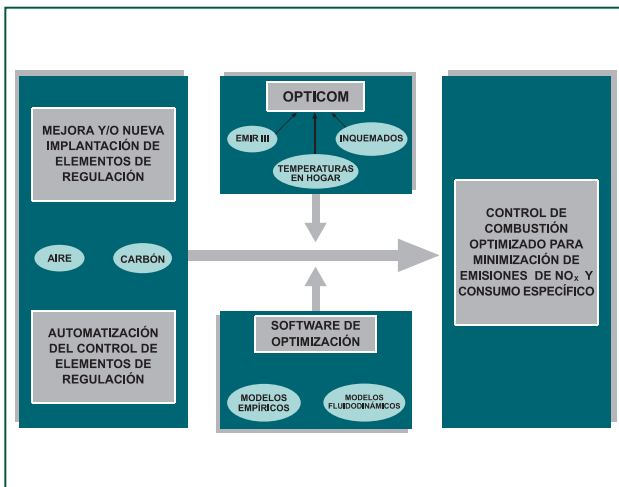 MEJORA Y/O NUEVA
IMPLANTACIÓN DE
ELEMENTOS DE
REGULACIÓN
AIRE
CARBÓN
AUTOMATIZACIÓN
DEL CONTROL DE
ELEMENTOS DE
REGULACIÓN
OPTICOM
EMIR III
INQUEMADOS
TEMPERATURAS
EN HOGAR
SOFTWARE DE
OPTIMIZACIÓN
MODELOS
EMPÍRICOS
MODELOS
FLUIDODINÁMICOS
CONTROL DE
COMBUSTIÓN
OPTIMIZADO PARA
MINIMIZACIÓN DE
EMISIONES DE NOₓ Y
CONSUMO ESPECÍFICO